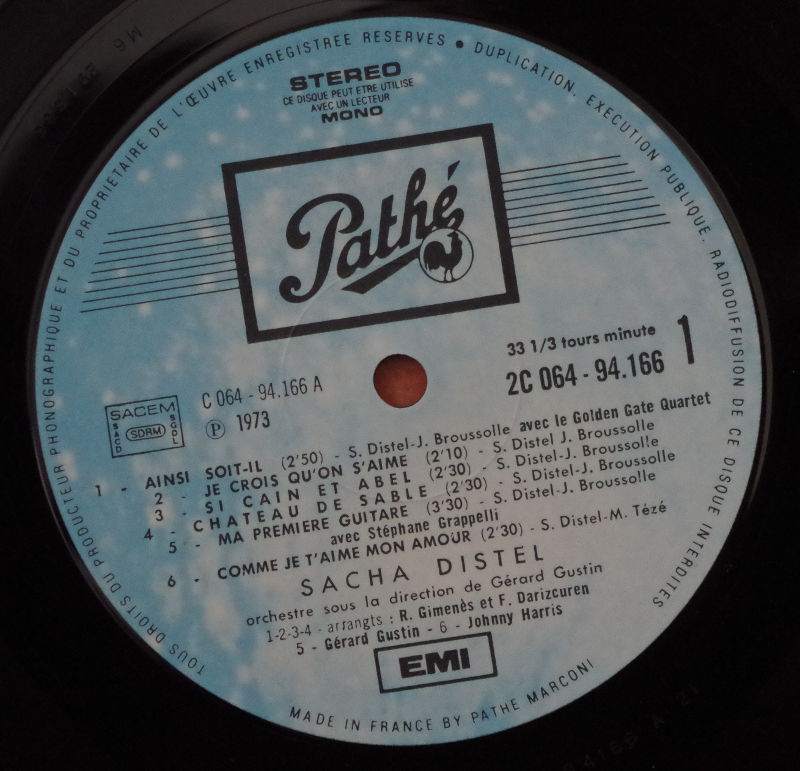 TOUS DROITS DU PRODUCTEUR PHONOGRAPHIQUE ET DU PROPRIETAIRE DE L'ŒUVRE ENREGISTREE RESERVES • DUPLICATION, EXECUTION PUBLIQUE, RADIODIFFUSION DE CE DISQUE INTERDITES
STEREO
CE DISQUE PEUT ETRE UTILISE
AVEC UN LECTEUR
MONO
Pathé
33 1/3 tours minute
2C 064 - 94.166
1
SACEM
SACD
SDRM
SGDL
C 064 - 94.166 A
Ⓟ 1973
1 - AINSI SOIT-IL (2'50) - S. Distel-J. Broussolle avec le Golden Gate Quartet
2 - JE CROIS QU'ON S'AIME (2'10) - S. Distel J. Broussolle
3 - SI CAIN ET ABEL (2'30) - S. Distel-J. Broussolle
4 - CHATEAU DE SABLE (2'30) - S. Distel-J. Broussolle
5 - MA PREMIERE GUITARE (3'30) - S. Distel-J. Broussolle
avec Stéphane Grappelli
6 - COMME JE T'AIME MON AMOUR (2'30) - S. Distel-M. Tézé
SACHA DISTEL
orchestre sous la direction de Gérard Gustin
1-2-3-4 - arrangts : R. Gimenès et F. Darizcuren
5 - Gérard Gustin - 6 - Johnny Harris
EMI
MADE IN FRANCE BY PATHE MARCONI